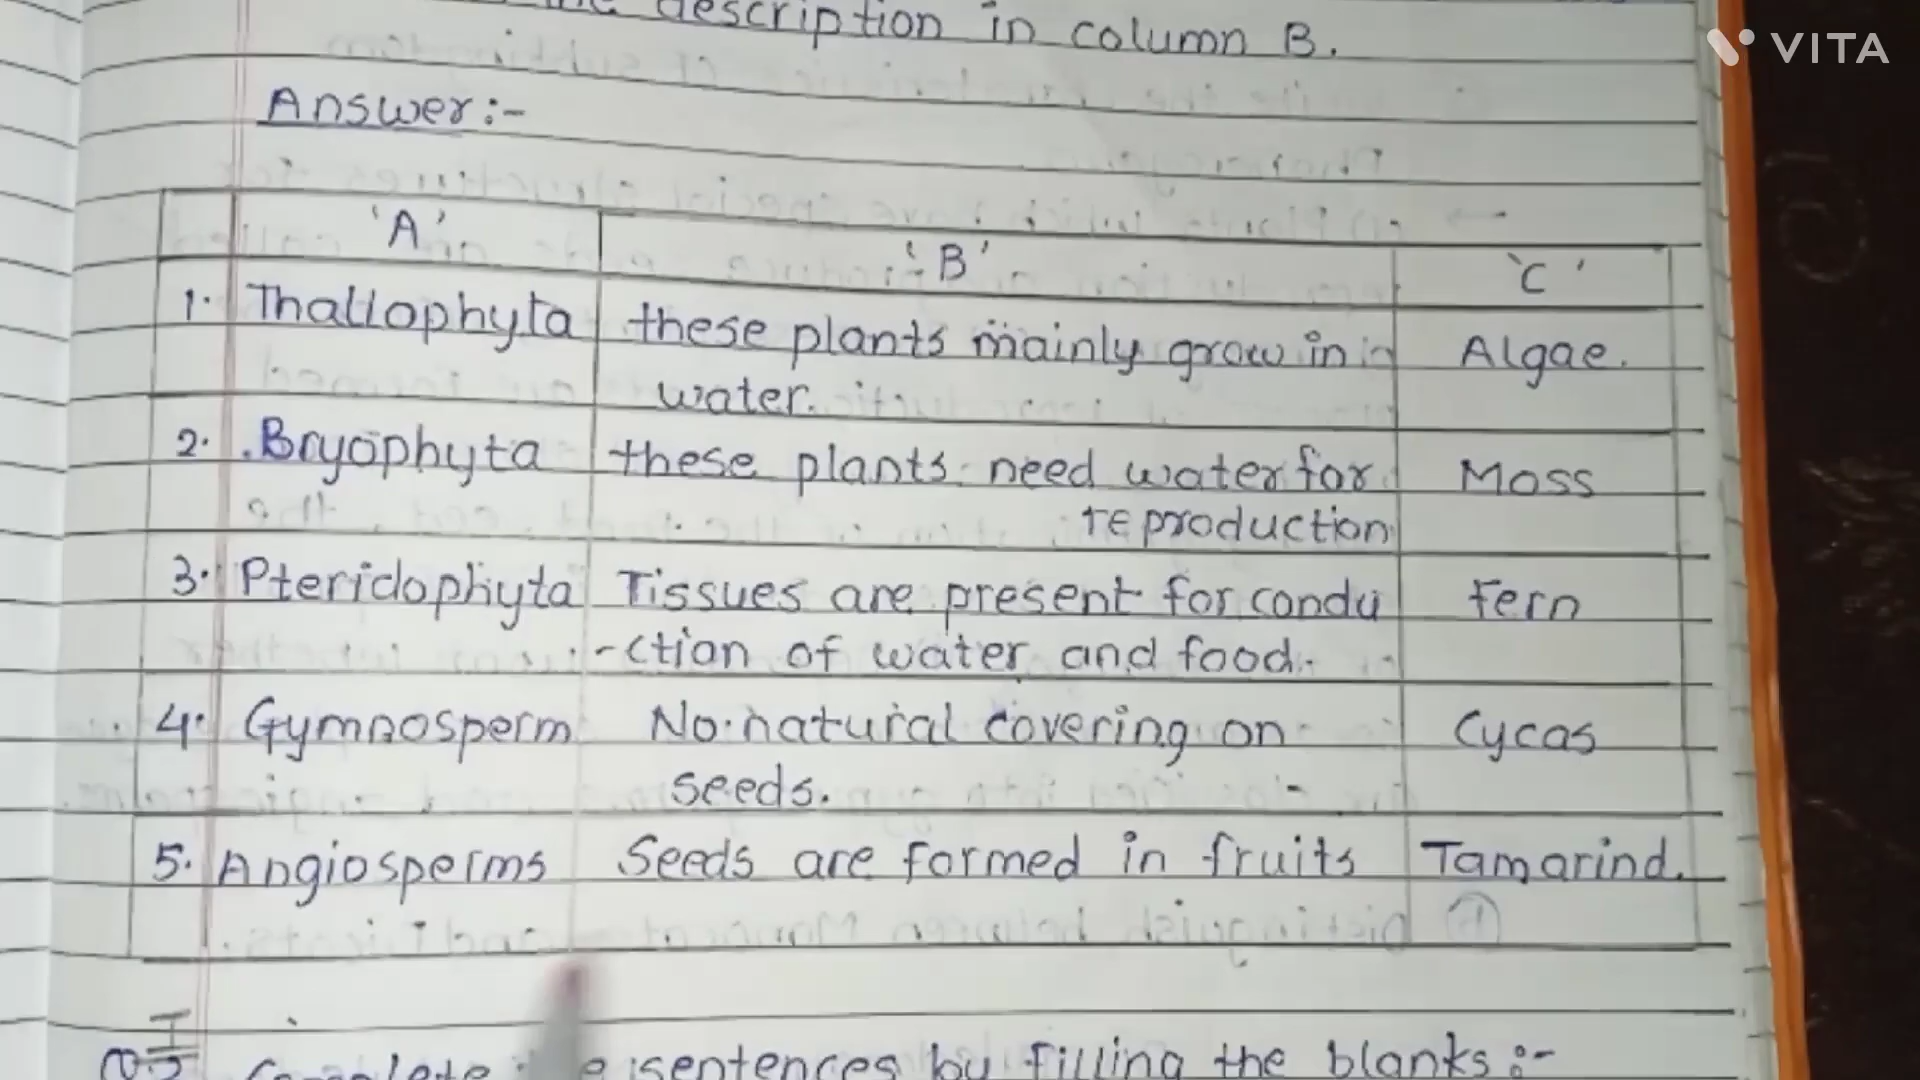 description in column B.
VITA
Answer:-
'A' 'B' 'C'
1. Thallophyta these plants mainly grow in Algae.
water.
2. Bryophyta these plants need water for Moss
reproduction
3. Pteridophyta Tissues are present for condu Fern
-ction of water and food.
4. Gymnosperm No natural covering on Cycas
seeds.
5. Angiosperms Seeds are formed in fruits Tamarind.
sentences by filling the blanks:-